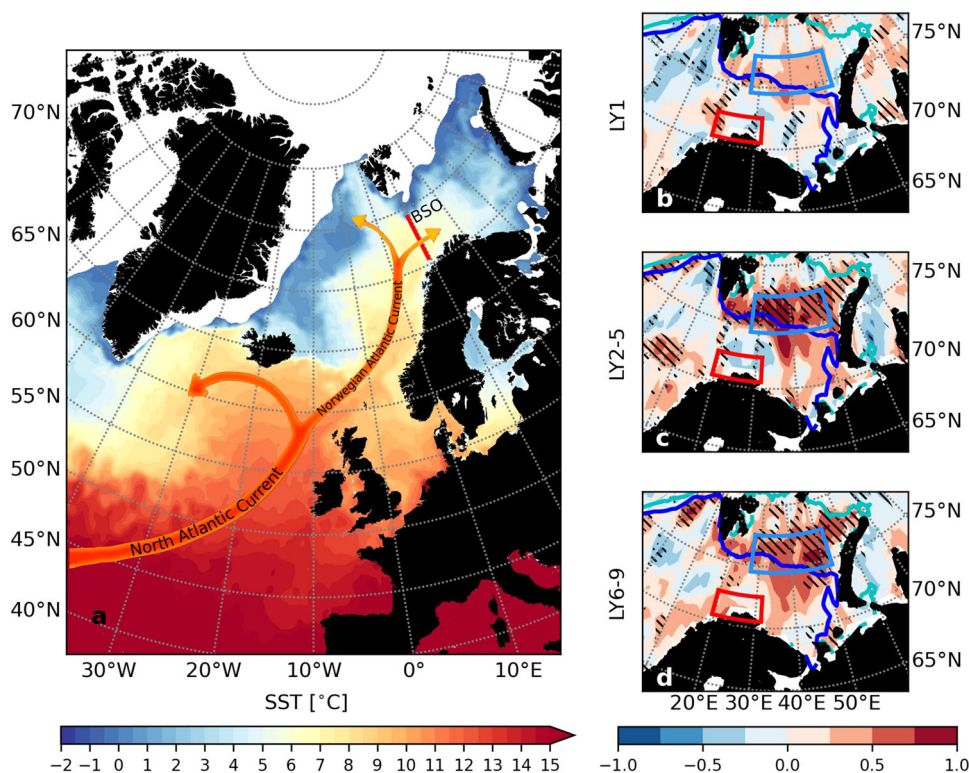 70°N
65°N
60°N
55°N
50°N
45°N
40°N
BSO
Norwegian Atlantic Current
North Atlantic Current
a
30°W 20°W 10°W 0° 10°E
SST [°C]
−2 −1 0 1 2 3 4 5 6 7 8 9 10 11 12 13 14 15
LY1
75°N
70°N
65°N
b
LY2-5
75°N
70°N
65°N
c
LY6-9
75°N
70°N
65°N
d
20°E 30°E 40°E 50°E
−1.0 −0.5 0.0 0.5 1.0